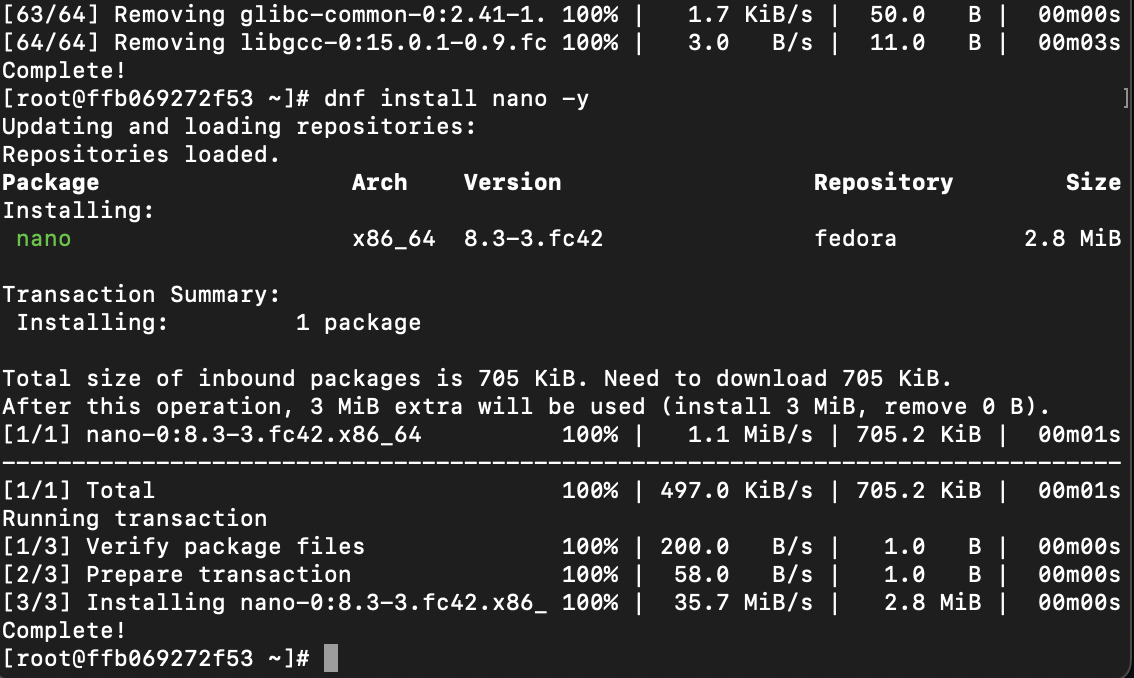 [63/64] Removing glibc-common-0:2.41-1. 100% |   1.7 KiB/s |  50.0   B |  00m00s
[64/64] Removing libgcc-0:15.0.1-0.9.fc 100% |   3.0   B/s |  11.0   B |  00m03s
Complete!
[root@ffb069272f53 ~]# dnf install nano -y                                      ]
Updating and loading repositories:
Repositories loaded.
Package                  Arch    Version                  Repository        Size
Installing:
 nano                    x86_64  8.3-3.fc42               fedora         2.8 MiB

Transaction Summary:
 Installing:         1 package

Total size of inbound packages is 705 KiB. Need to download 705 KiB.
After this operation, 3 MiB extra will be used (install 3 MiB, remove 0 B).
[1/1] nano-0:8.3-3.fc42.x86_64          100% |   1.1 MiB/s | 705.2 KiB |  00m01s
--------------------------------------------------------------------------------
[1/1] Total                             100% | 497.0 KiB/s | 705.2 KiB |  00m01s
Running transaction
[1/3] Verify package files              100% | 200.0   B/s |   1.0   B |  00m00s
[2/3] Prepare transaction               100% |  58.0   B/s |   1.0   B |  00m00s
[3/3] Installing nano-0:8.3-3.fc42.x86_ 100% |  35.7 MiB/s |   2.8 MiB |  00m00s
Complete!
[root@ffb069272f53 ~]#